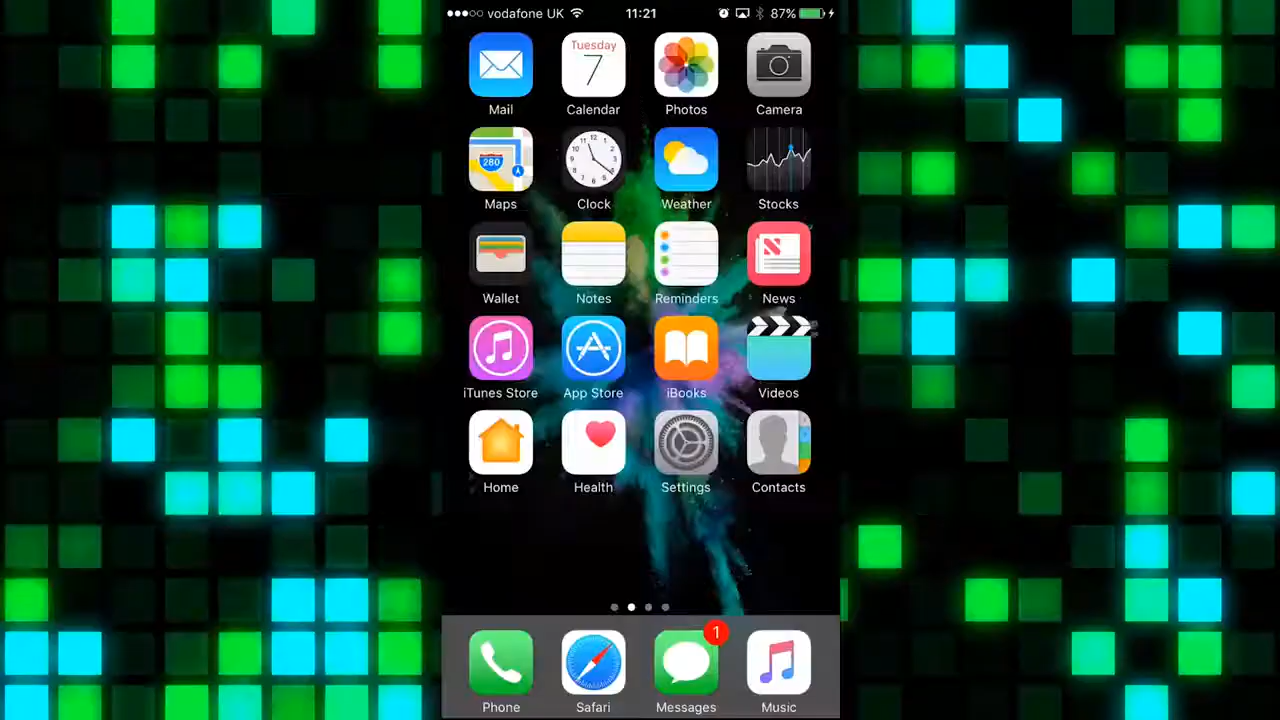 vodafone UK 11:21 87%
Tuesday
7
Mail Calendar Photos Camera
280
12
Maps Clock Weather Stocks
Wallet Notes Reminders News
iTunes Store App Store iBooks Videos
Home Health Settings Contacts
1
Phone Safari Messages Music